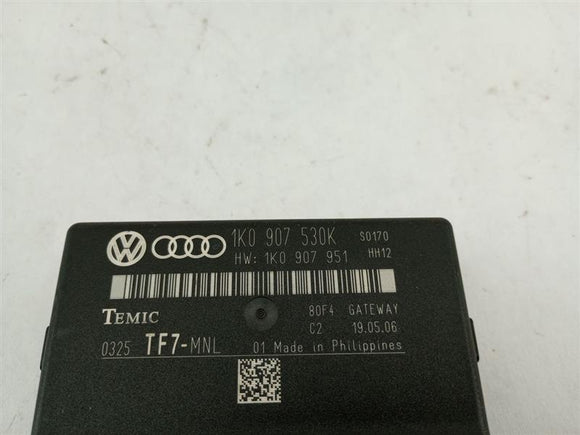 1K0 907 530K S0170
HW: 1K0 907 951 HH12
TEMIC 80F4 GATEWAY
C2 19.05.06
0325 TF7-MNL 01 Made in Philippines